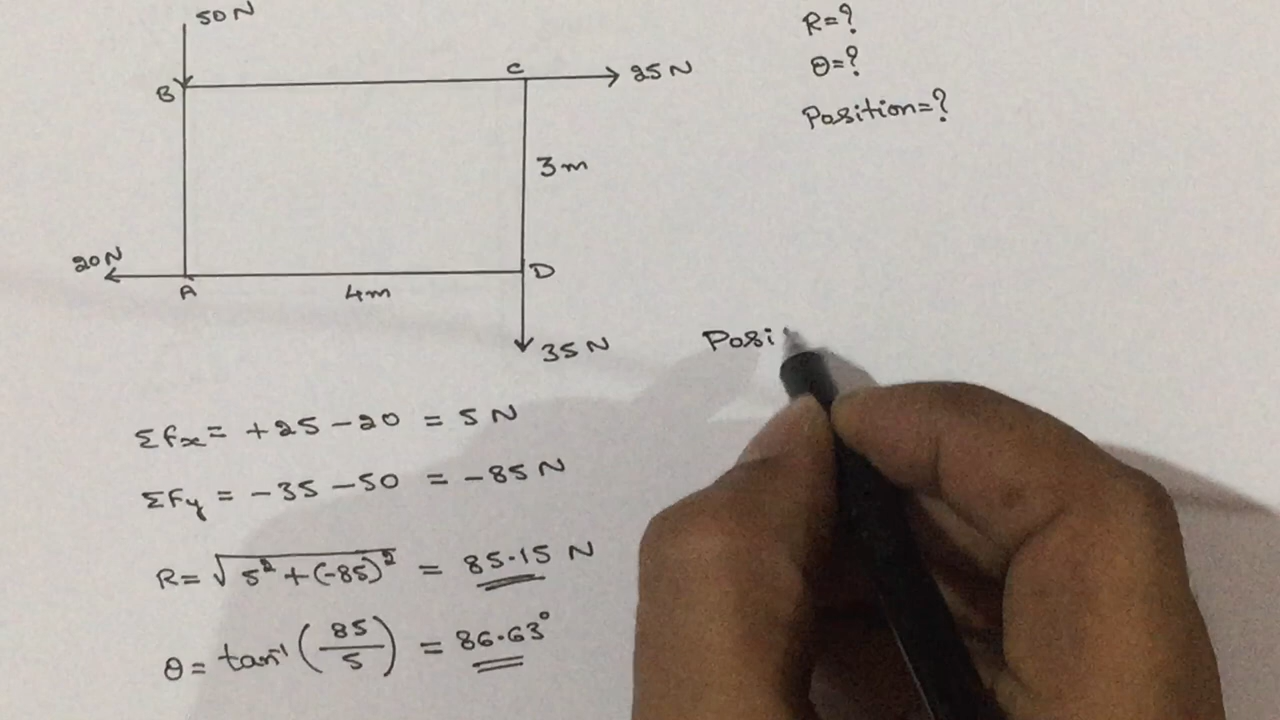 50 N
R=?
C
25 N
θ=?
B
Position=?
3m
20N
D
A
4m
35 N
Posi
Σfx= +25-20 = 5 N
ΣFy = -35-50 = -85 N
R= √5²+(-85)² = 85.15 N
θ= tan⁻¹ (85/5) = 86.63°